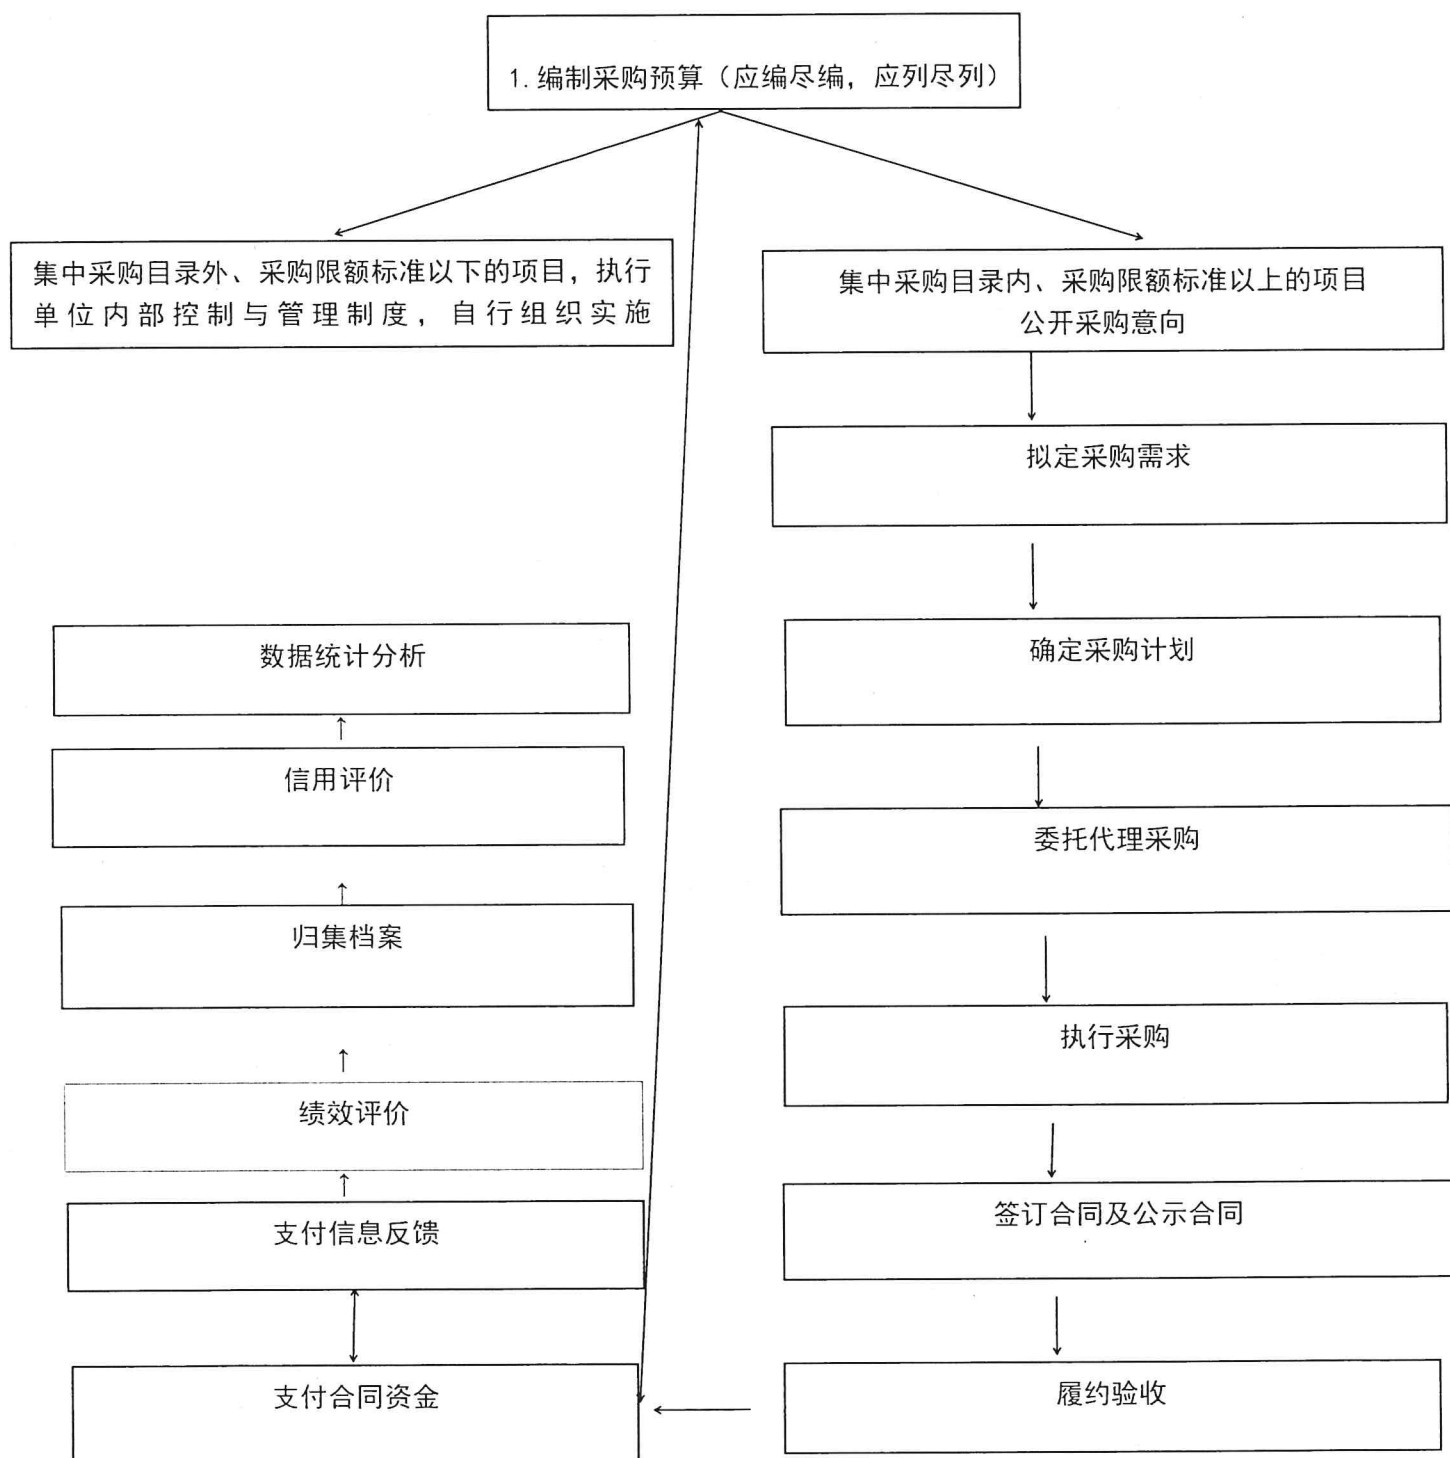 1.编制采购预算（应编尽编，应列尽列）
集中采购目录外、采购限额标准以下的项目，执行
单位内部控制与管理制度，自行组织实施
集中采购目录内、采购限额标准以上的项目
公开采购意向
拟定采购需求
确定采购计划
委托代理采购
执行采购
签订合同及公示合同
履约验收
支付合同资金
支付信息反馈
绩效评价
归集档案
信用评价
数据统计分析